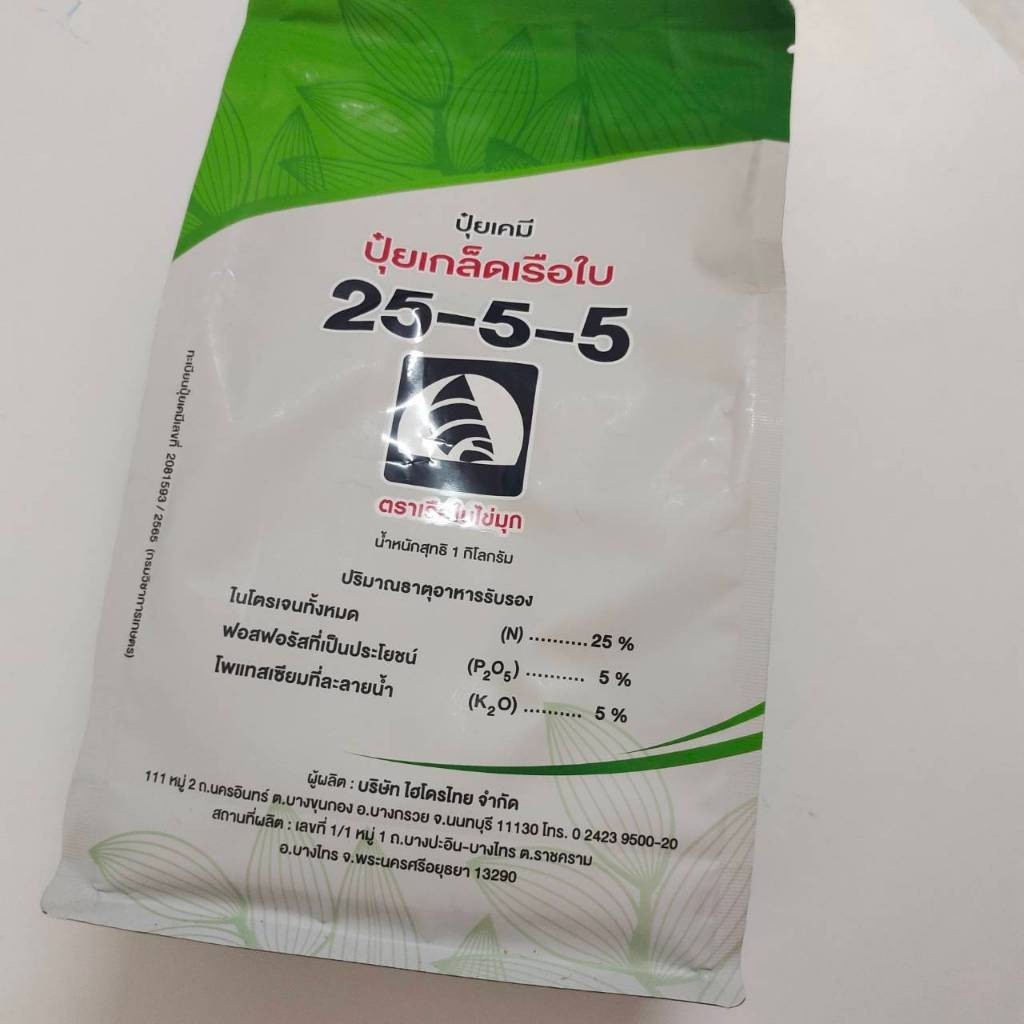 ปุ๋ยเคมี
ปุ๋ยเกล็ดเรือใบ
25-5-5
ตราเรือใบไข่มุก
น้ำหนักสุทธิ 1 กิโลกรัม
ปริมาณธาตุอาหารรับรอง
ไนโตรเจนทั้งหมด (N) .......... 25 %
ฟอสฟอรัสที่เป็นประโยชน์ (P2O5) .......... 5 %
โพแทสเซียมที่ละลายน้ำ (K2O) .......... 5 %
ทะเบียนปุ๋ยเคมีเลขที่ 2081593 / 2565 (กรมวิชาการเกษตร)
ผู้ผลิต : บริษัท ไฮโดรไทย จำกัด
111 หมู่ 2 ถ.นครอินทร์ ต.บางขุนกอง อ.บางกรวย จ.นนทบุรี 11130 โทร. 0 2423 9500-20
สถานที่ผลิต : เลขที่ 1/1 หมู่ 1 ถ.บางปะอิน-บางไทร ต.ราชคราม
อ.บางไทร จ.พระนครศรีอยุธยา 13290